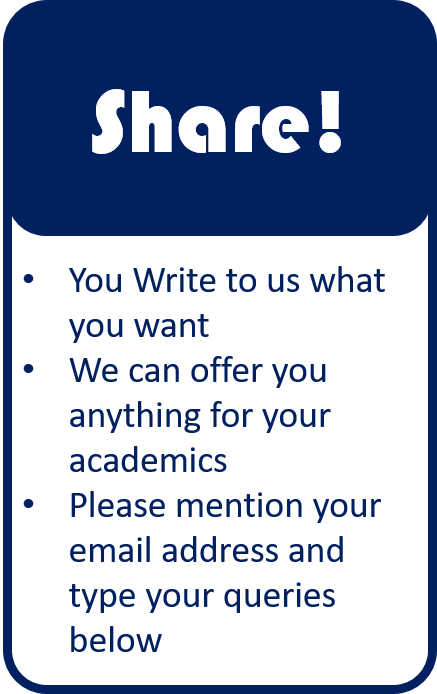 Share!
• You Write to us what
you want
• We can offer you
anything for your
academics
• Please mention your
email address and
type your queries
below